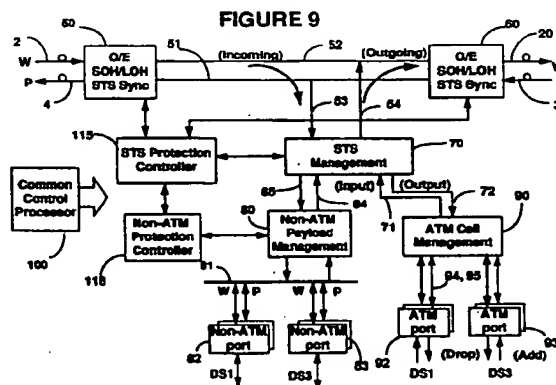 FIGURE 9
50
60
2
W
O/E
SOH/LOH
STS Sync
51
(Incoming)
52
(Outgoing)
O/E
SOH/LOH
STS Sync
20
P
4
53
54
115
STS Protection
Controller
STS
Management
70
Common
Control
Processor
100
65
64
(Input)
(Output)
71
72
90
Non-ATM
Protection
Controller
80
Non-ATM
Payload
Management
ATM Cell
Management
116
81
W
P
W
P
94, 95
Non-ATM
port
Non-ATM
port
ATM
port
ATM
port
82
83
92
93
(Drop)
(Add)
DS1
DS3
DS1
DS3